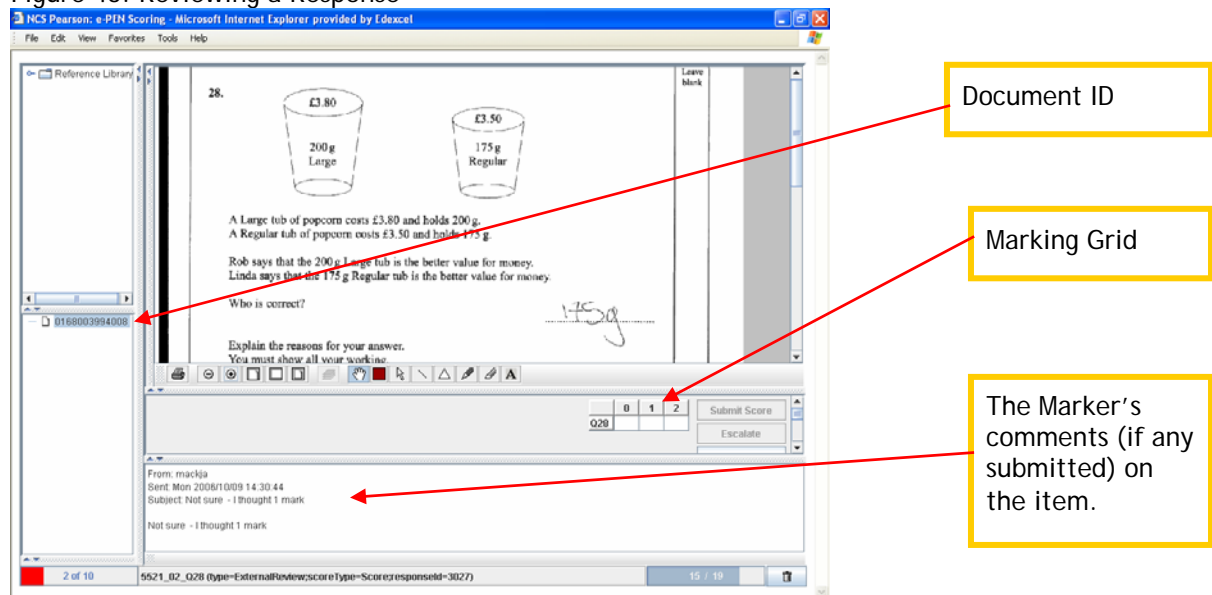 NCS Pearson: e-PIN Scoring - Microsoft Internet Explorer provided by Edexcel
File Edit View Favorites Tools Help
Reference Library
Leave
blank
28.
£3.80
200 g
Large
£3.50
175 g
Regular
A Large tub of popcorn costs £3.80 and holds 200 g.
A Regular tub of popcorn costs £3.50 and holds 175 g.
Rob says that the 200 g Large tub is the better value for money.
Linda says that the 175 g Regular tub is the better value for money.
Who is correct?
175g
Explain the reasons for your answer.
You must show all your working.
0168003994008
A
0 1 2
Q28
Submit Score
Escalate
From: mackja
Sent: Mon 2006/10/09 14:30:44
Subject: Not sure - I thought 1 mark
Not sure - I thought 1 mark
2 of 10
5521_02_Q28 (type=ExternalReview;scoreType=Score;responseId=3027)
15 / 19
Document ID
Marking Grid
The Marker's
comments (if any
submitted) on
the item.